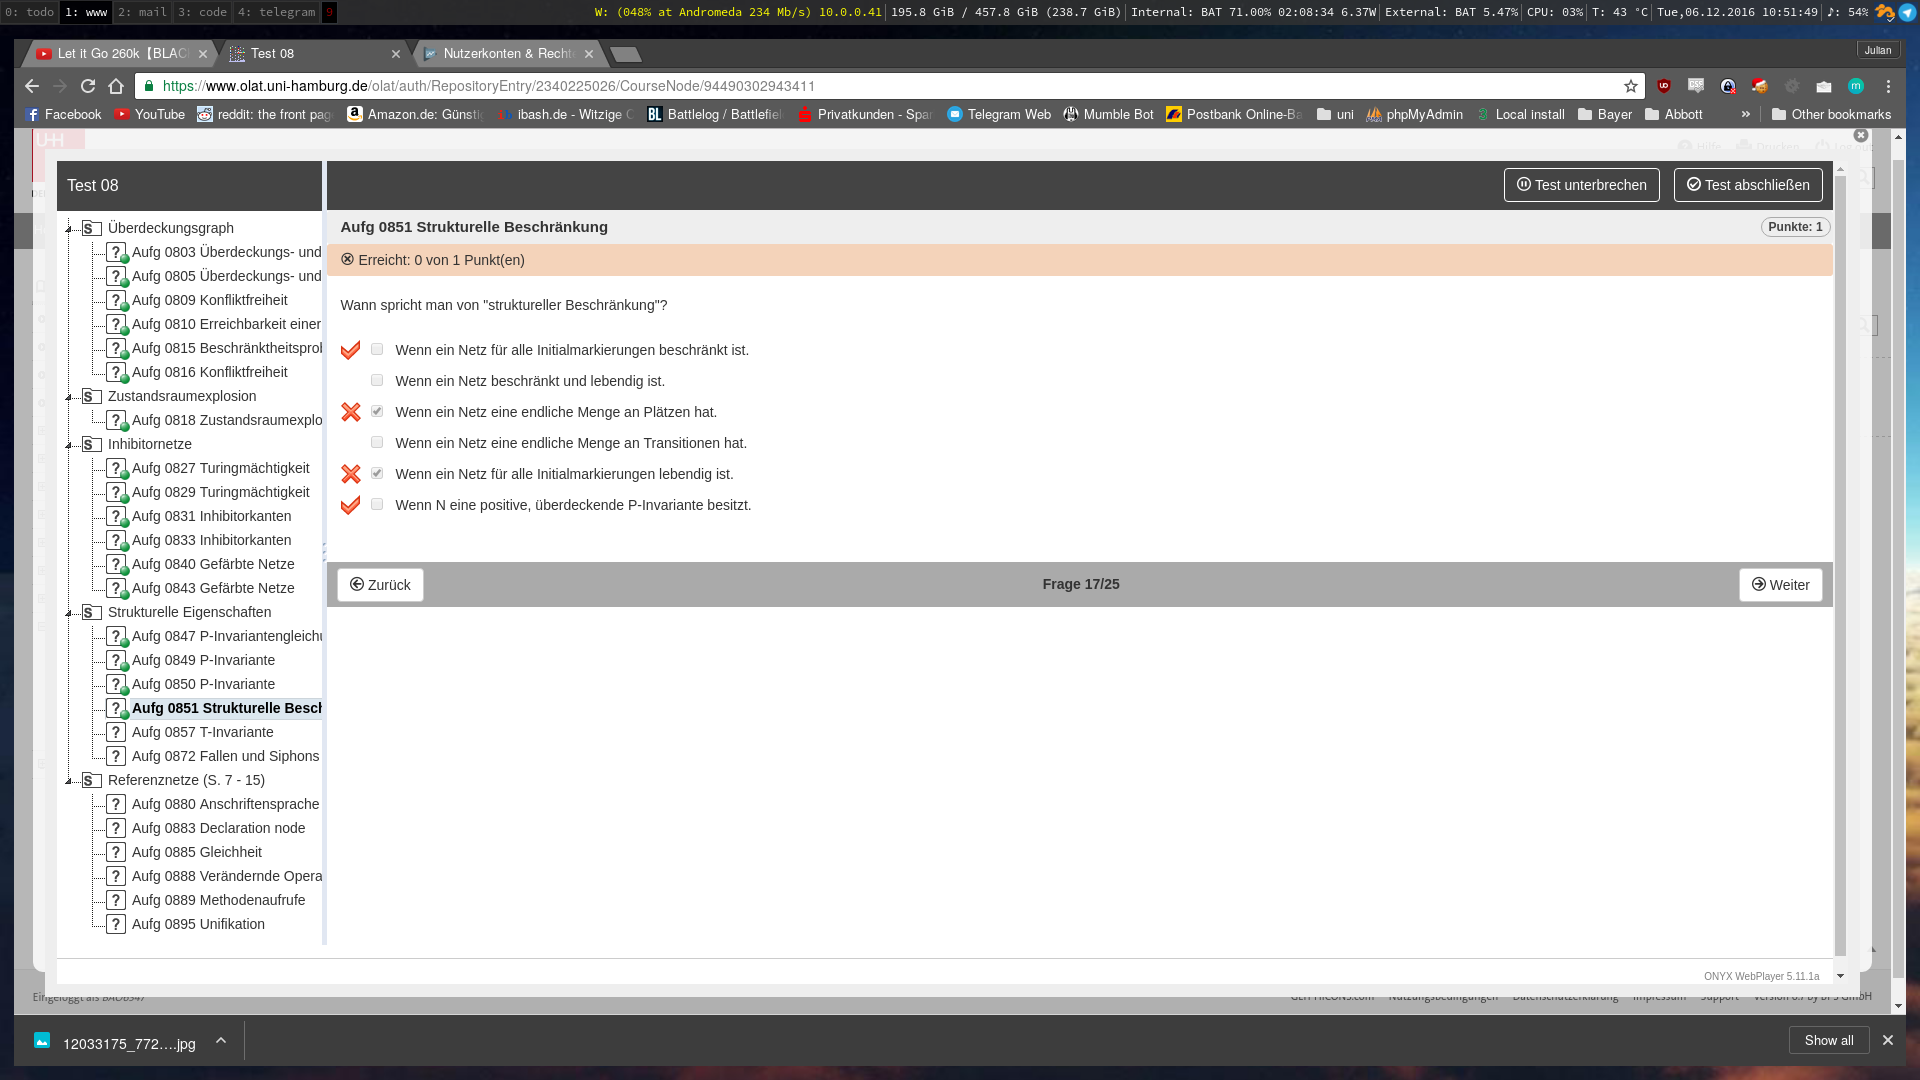 0: todo 1: www 2: mail 3: code 4: telegram 9
W: (048% at Andromeda 234 Mb/s) 10.0.0.41 195.8 GiB / 457.8 GiB (238.7 GiB) Internal: BAT 71.00% 02:08:34 6.37W External: BAT 5.47% CPU: 03% T: 43 °C Tue,06.12.2016 10:51:49 ♪: 54%
Let it Go 260k【BLAC
Test 08
Nutzerkonten & Rechte
Julian
https://www.olat.uni-hamburg.de/olat/auth/RepositoryEntry/2340225026/CourseNode/94490302943411
Facebook YouTube reddit: the front pag Amazon.de: Günsti ibash.de - Witzige C Battlelog / Battlefiel Privatkunden - Spar Telegram Web Mumble Bot Postbank Online-Ba uni phpMyAdmin Local install Bayer Abbott » Other bookmarks
Test 08
Test unterbrechen
Test abschließen
Überdeckungsgraph
Aufg 0803 Überdeckungs- und
Aufg 0805 Überdeckungs- und
Aufg 0809 Konfliktfreiheit
Aufg 0810 Erreichbarkeit einer
Aufg 0815 Beschränktheitsprob
Aufg 0816 Konfliktfreiheit
Zustandsraumexplosion
Aufg 0818 Zustandsraumexplo
Inhibitornetze
Aufg 0827 Turingmächtigkeit
Aufg 0829 Turingmächtigkeit
Aufg 0831 Inhibitorkanten
Aufg 0833 Inhibitorkanten
Aufg 0840 Gefärbte Netze
Aufg 0843 Gefärbte Netze
Strukturelle Eigenschaften
Aufg 0847 P-Invariantengleichu
Aufg 0849 P-Invariante
Aufg 0850 P-Invariante
Aufg 0851 Strukturelle Besch
Aufg 0857 T-Invariante
Aufg 0872 Fallen und Siphons
Referenznetze (S. 7 - 15)
Aufg 0880 Anschriftensprache
Aufg 0883 Declaration node
Aufg 0885 Gleichheit
Aufg 0888 Verändernde Opera
Aufg 0889 Methodenaufrufe
Aufg 0895 Unifikation
Aufg 0851 Strukturelle Beschränkung
Punkte: 1
Erreicht: 0 von 1 Punkt(en)
Wann spricht man von "struktureller Beschränkung"?
Wenn ein Netz für alle Initialmarkierungen beschränkt ist.
Wenn ein Netz beschränkt und lebendig ist.
Wenn ein Netz eine endliche Menge an Plätzen hat.
Wenn ein Netz eine endliche Menge an Transitionen hat.
Wenn ein Netz für alle Initialmarkierungen lebendig ist.
Wenn N eine positive, überdeckende P-Invariante besitzt.
Zurück
Frage 17/25
Weiter
ONYX WebPlayer 5.11.1a
12033175_772....jpg
Show all